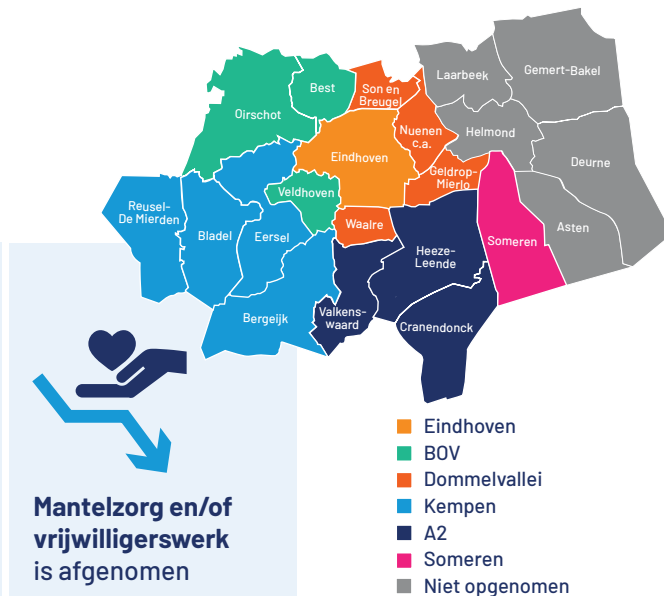 Laarbeek
Gemert-Bakel
Best
Son en
Breugel
Oirschot
Nuenen
c.a.
Helmond
Eindhoven
Deurne
Geldrop-
Mierlo
Veldhoven
Reusel-
De Mierden
Waalre
Asten
Bladel
Eersel
Heeze-
Leende
Someren
Bergeijk
Valkens-
waard
Cranendonck
Eindhoven
BOV
Dommelvallei
Kempen
A2
Someren
Niet opgenomen
Mantelzorg en/of
vrijwilligerswerk
is afgenomen